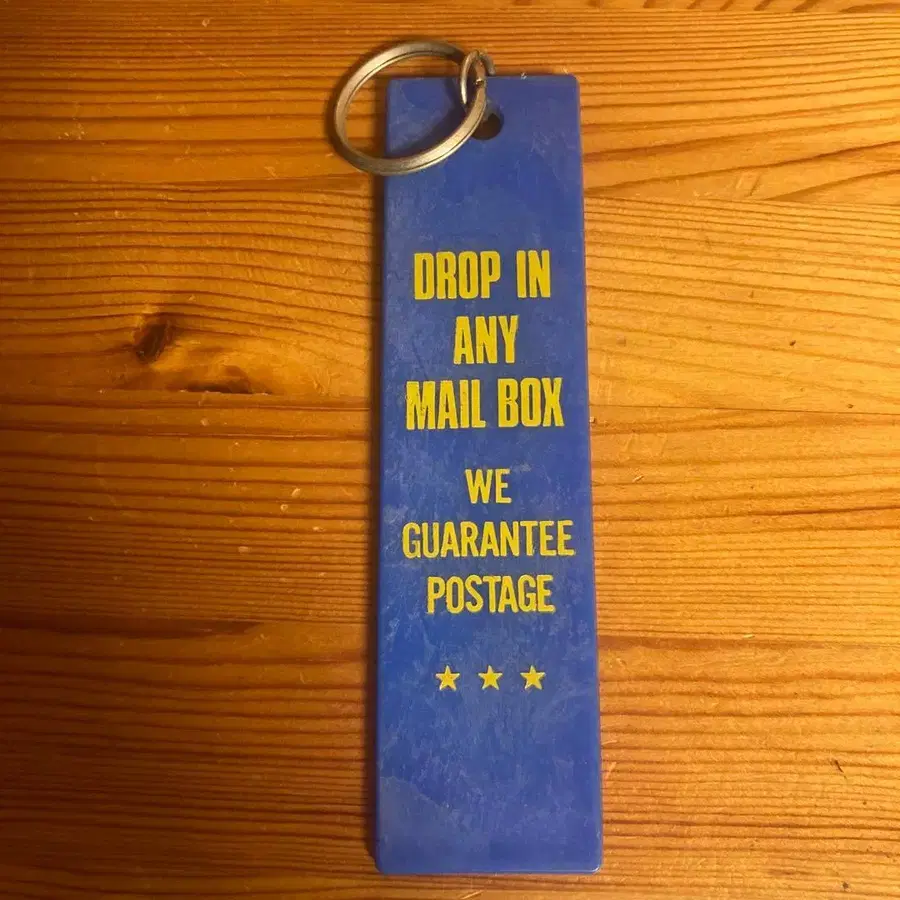 DROP IN
ANY
MAIL BOX
WE
GUARANTEE
POSTAGE
★ ★ ★